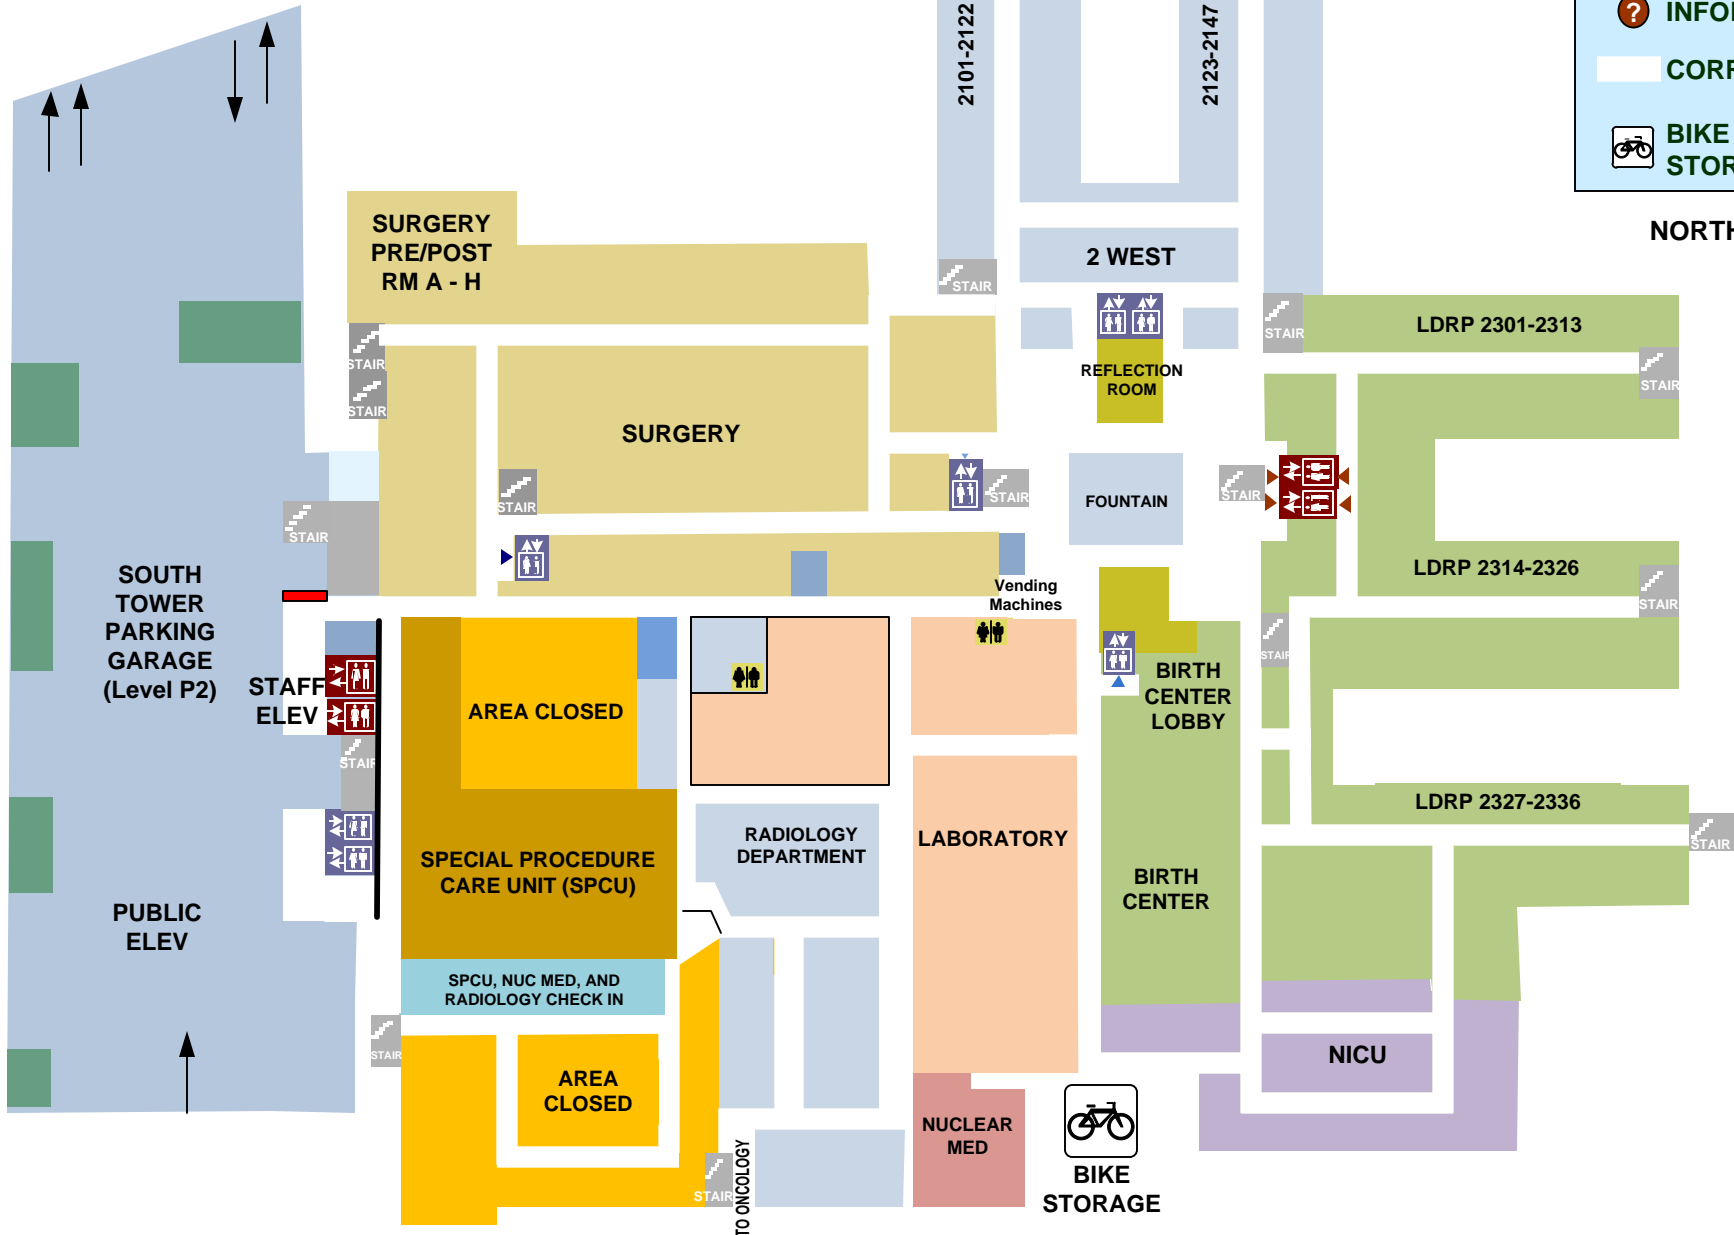 2101-2122
2123-2147
?
BIKE
2 WEST
SURGERY
PRE/POST
RM A - H
STAIR
STAIR
LDRP 2301-2313
STAIR
STAIR
STAIR
REFLECTION
ROOM
STAIR
SURGERY
STAIR
STAIR
STAIR
FOUNTAIN
STAIR
SOUTH
TOWER
PARKING
GARAGE
(Level P2)
LDRP 2314-2326
STAIR
Vending
Machines
STAFF
ELEV
AREA CLOSED
STAIR
BIRTH
CENTER
LOBBY
STAIR
LDRP 2327-2336
STAIR
RADIOLOGY
DEPARTMENT
LABORATORY
SPECIAL PROCEDURE
CARE UNIT (SPCU)
BIRTH
CENTER
PUBLIC
ELEV
SPCU, NUC MED, AND
RADIOLOGY CHECK IN
STAIR
NICU
AREA
CLOSED
NUCLEAR
MED
STAIR
TO ONCOLOGY
BIKE
STORAGE